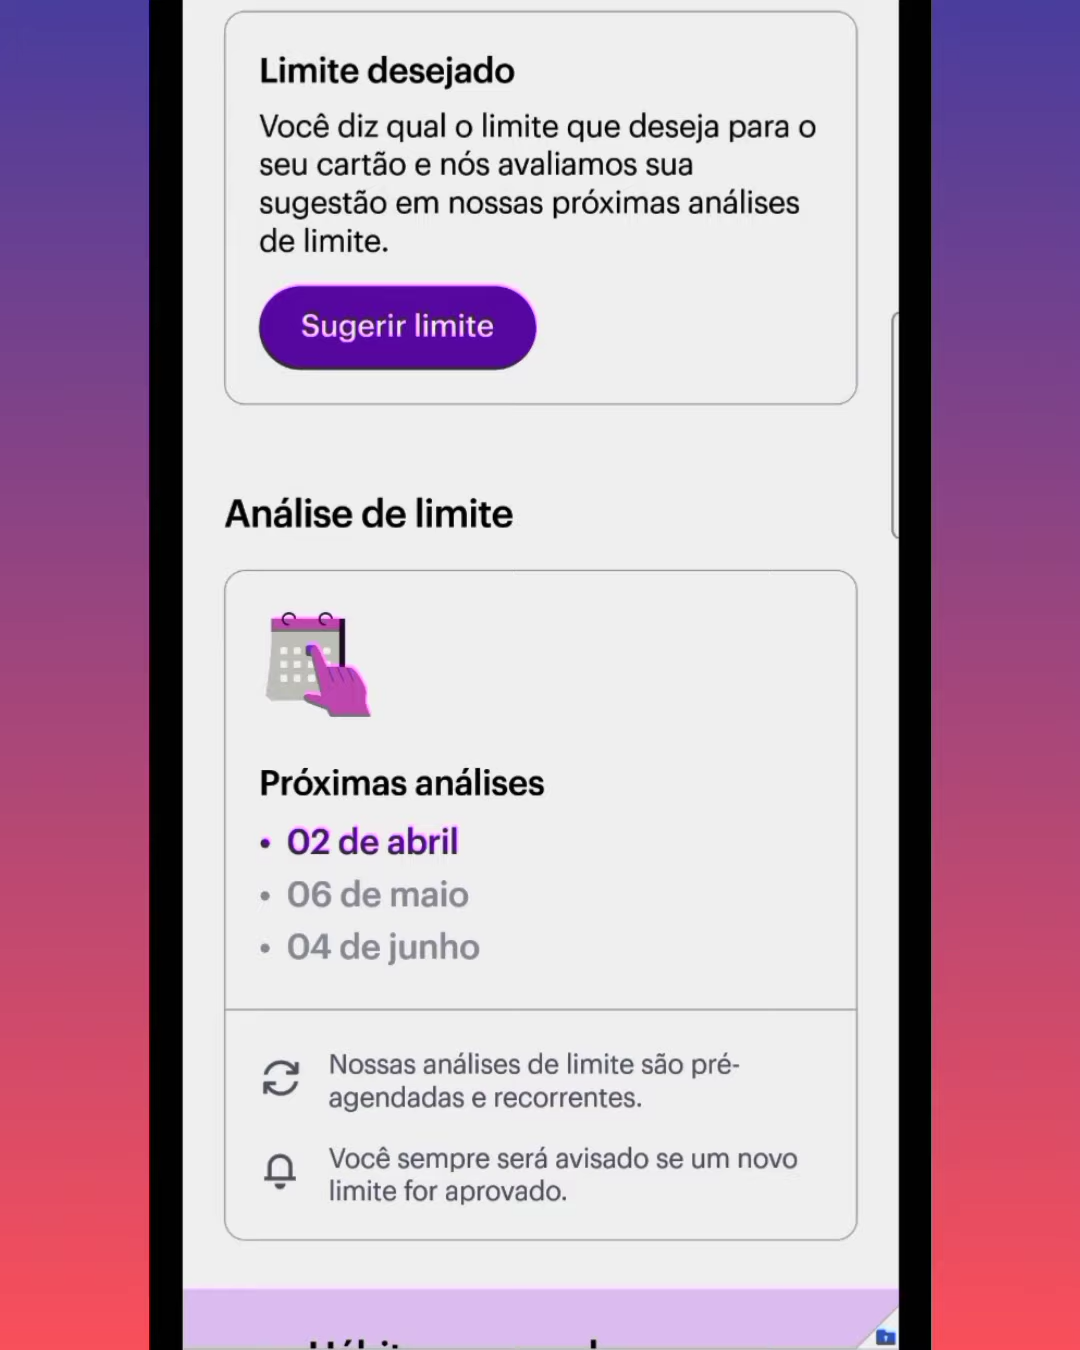 Limite desejado
Você diz qual o limite que deseja para o
seu cartão e nós avaliamos sua
sugestão em nossas próximas análises
de limite.
Sugerir limite
Análise de limite
Próximas análises
• 02 de abril
• 06 de maio
• 04 de junho
Nossas análises de limite são pré-
agendadas e recorrentes.
Você sempre será avisado se um novo
limite for aprovado.